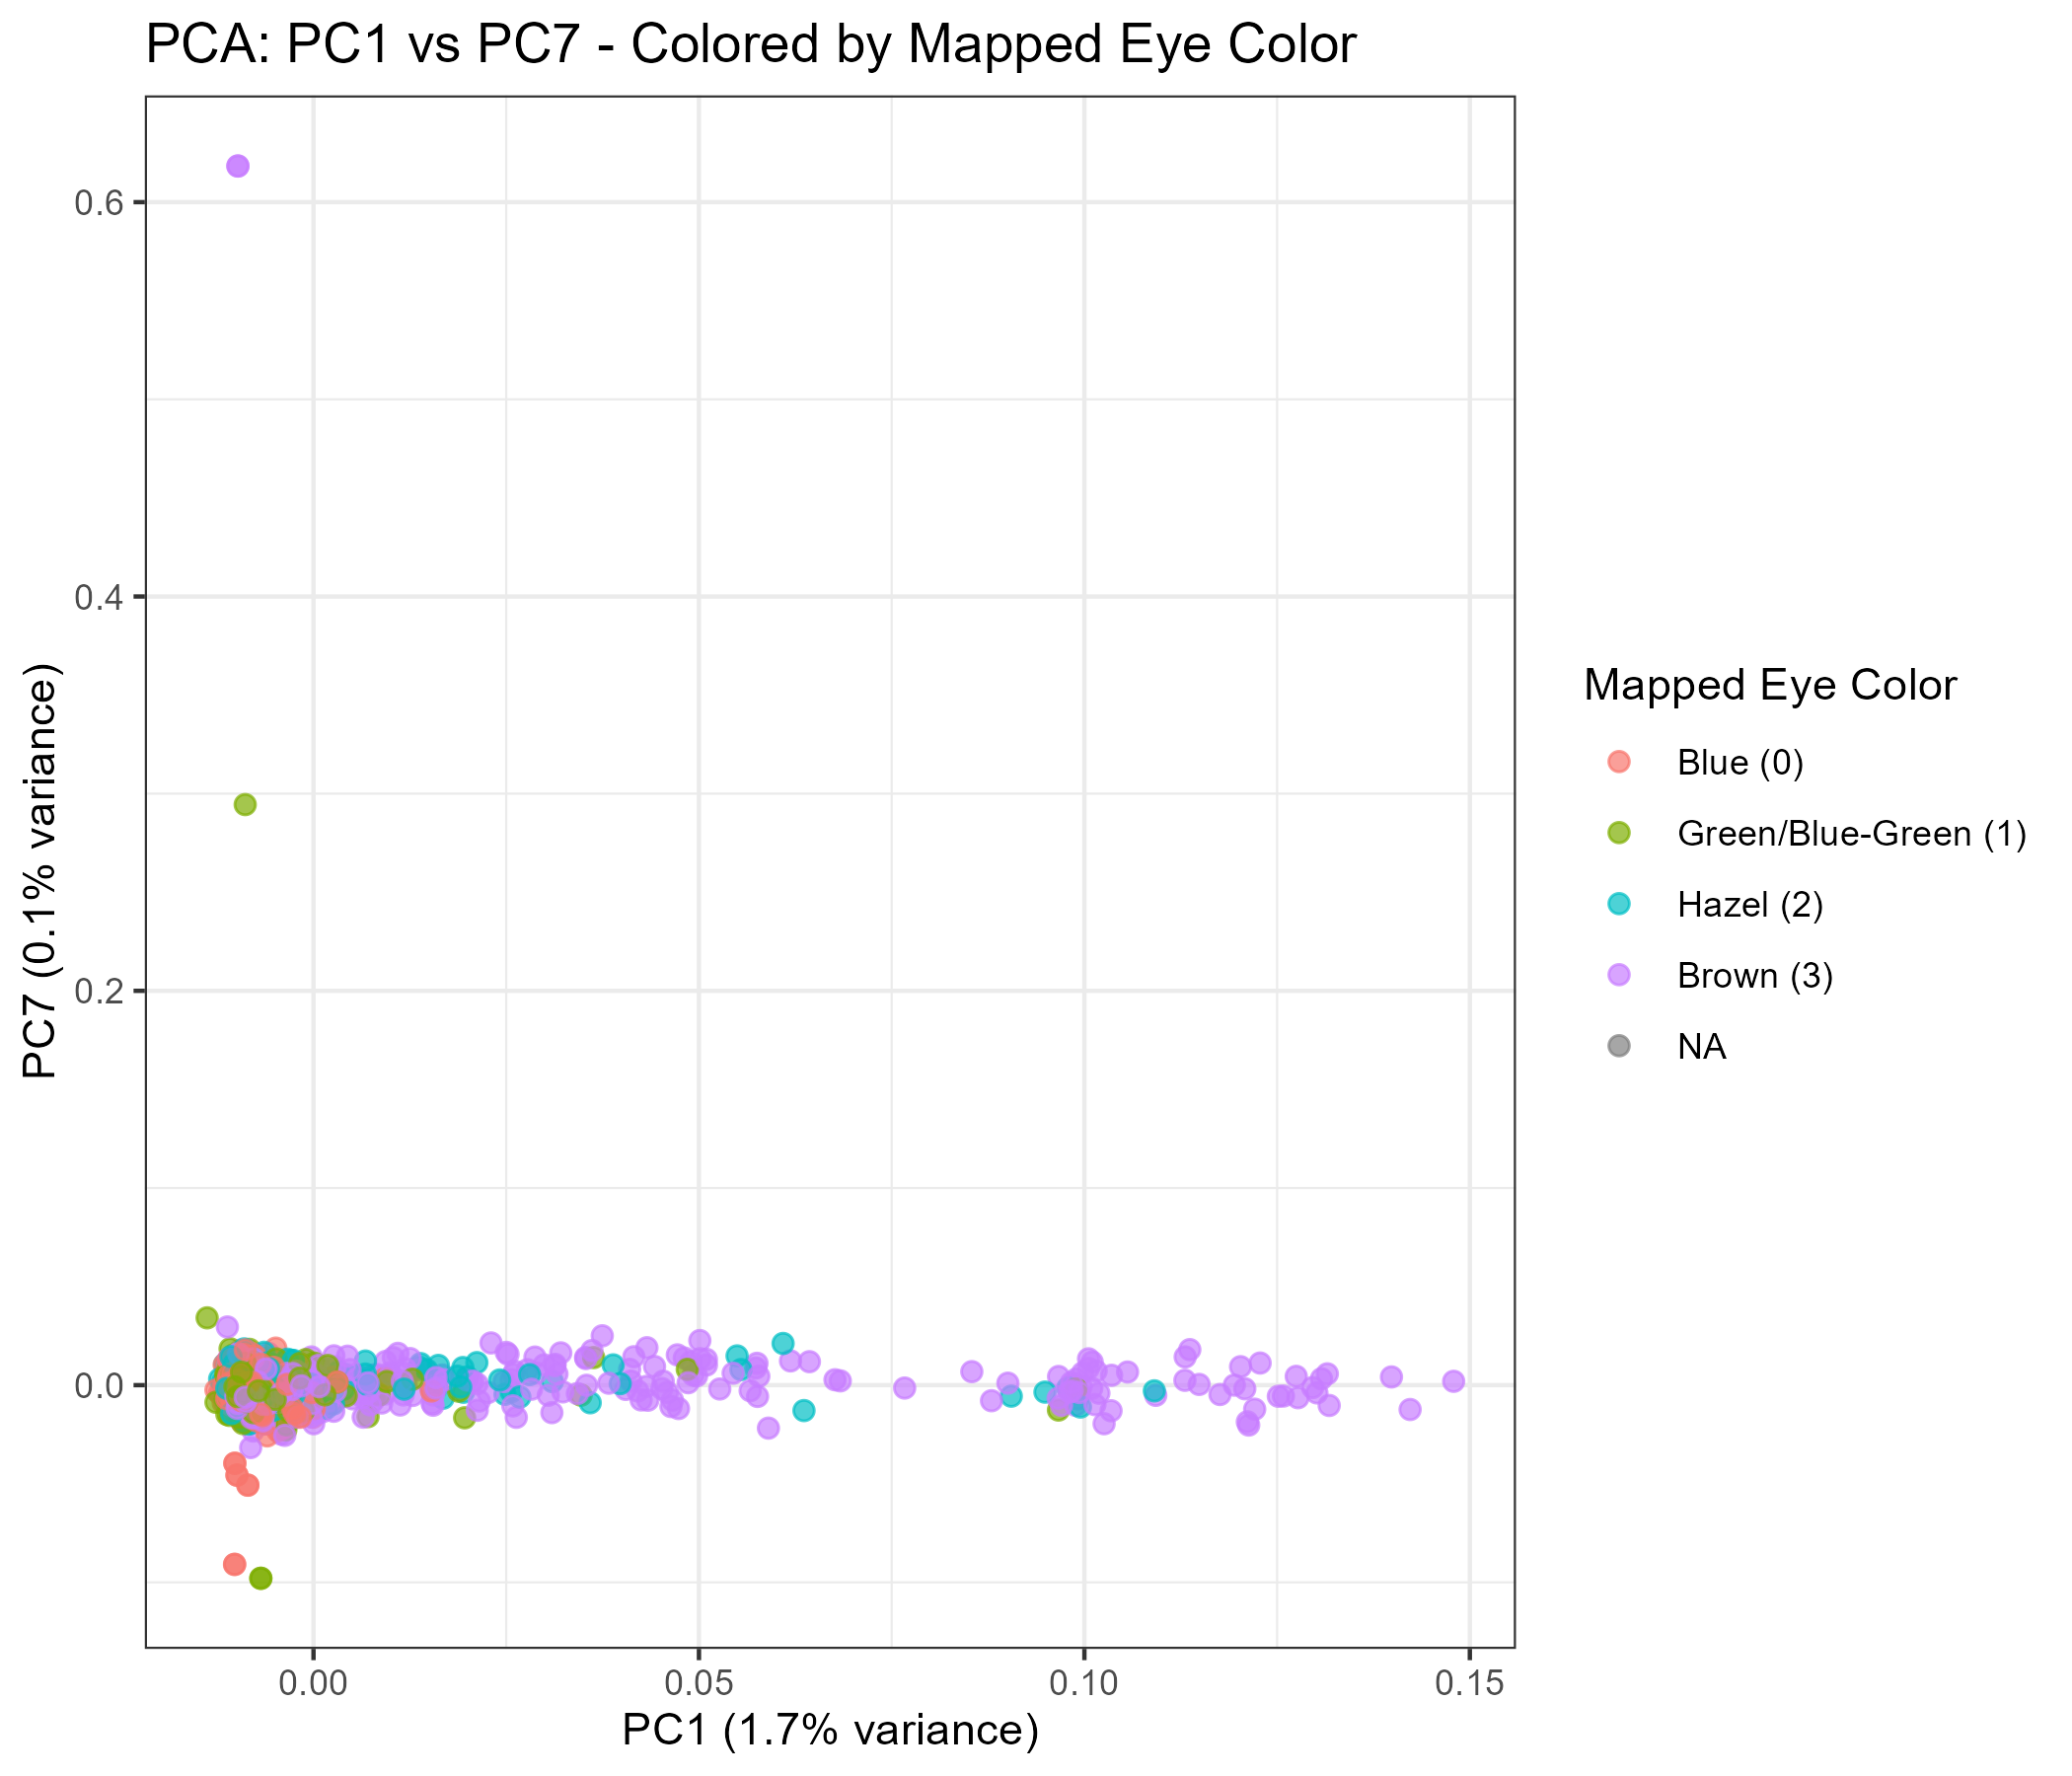 PCA: PC1 vs PC7 - Colored by Mapped Eye Color
PC7 (0.1% variance)
0.6
0.4
0.2
0.0
0.00
0.05
0.10
0.15
PC1 (1.7% variance)
Mapped Eye Color
Blue (0)
Green/Blue-Green (1)
Hazel (2)
Brown (3)
NA